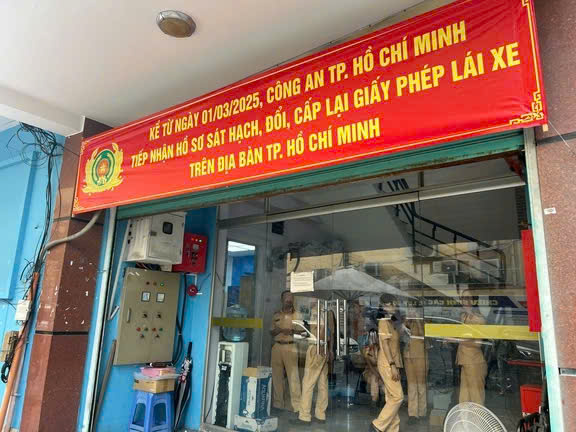 KỂ TỪ NGÀY 01/03/2025, CÔNG AN TP. HỒ CHÍ MINH
TIẾP NHẬN HỒ SƠ SÁT HẠCH, ĐỔI, CẤP LẠI GIẤY PHÉP LÁI XE
TRÊN ĐỊA BÀN TP. HỒ CHÍ MINH